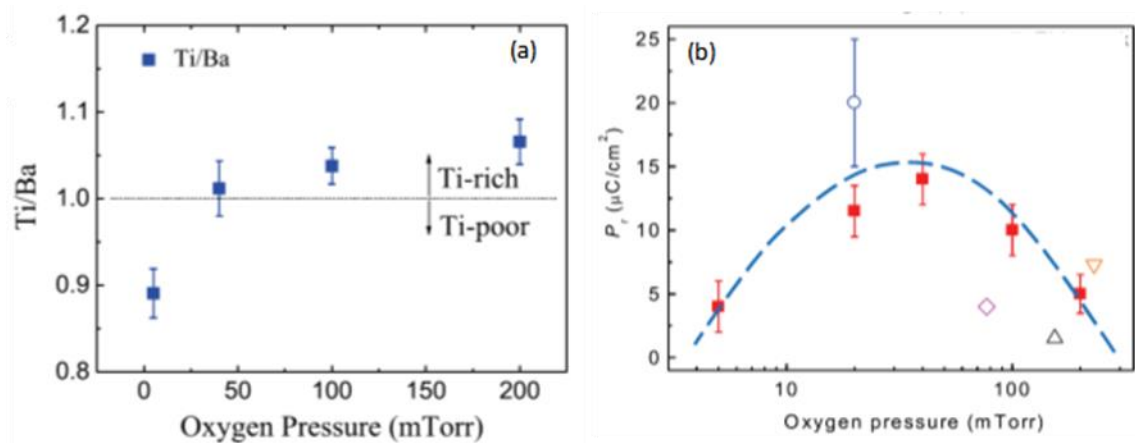 (a)
Ti/Ba
1.2
1.1
1.0
0.9
0.8
Ti/Ba
Ti-rich
Ti-poor
0
50
100
150
200
Oxygen Pressure (mTorr)
(b)
25
20
15
10
5
0
P_r (μC/cm²)
10
100
Oxygen pressure (mTorr)